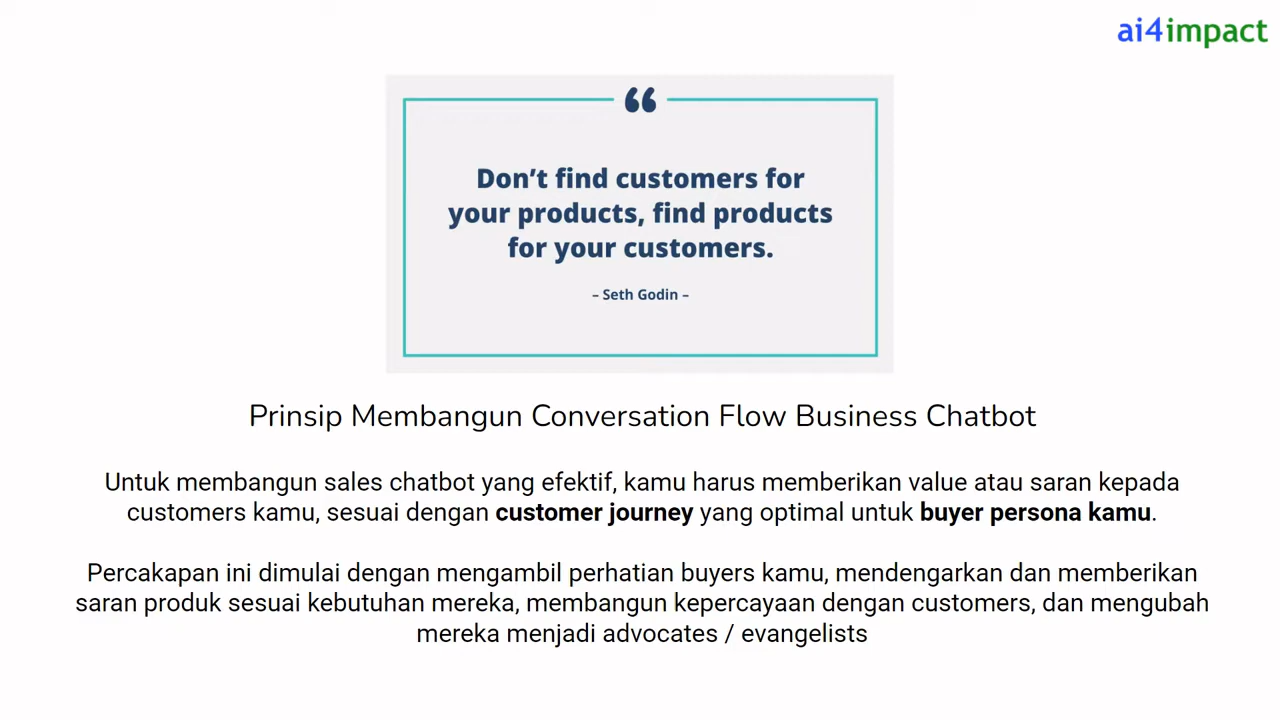 ai4impact
“
Don’t find customers for
your products, find products
for your customers.
– Seth Godin –
Prinsip Membangun Conversation Flow Business Chatbot
Untuk membangun sales chatbot yang efektif, kamu harus memberikan value atau saran kepada
customers kamu, sesuai dengan customer journey yang optimal untuk buyer persona kamu.
Percakapan ini dimulai dengan mengambil perhatian buyers kamu, mendengarkan dan memberikan
saran produk sesuai kebutuhan mereka, membangun kepercayaan dengan customers, dan mengubah
mereka menjadi advocates / evangelists